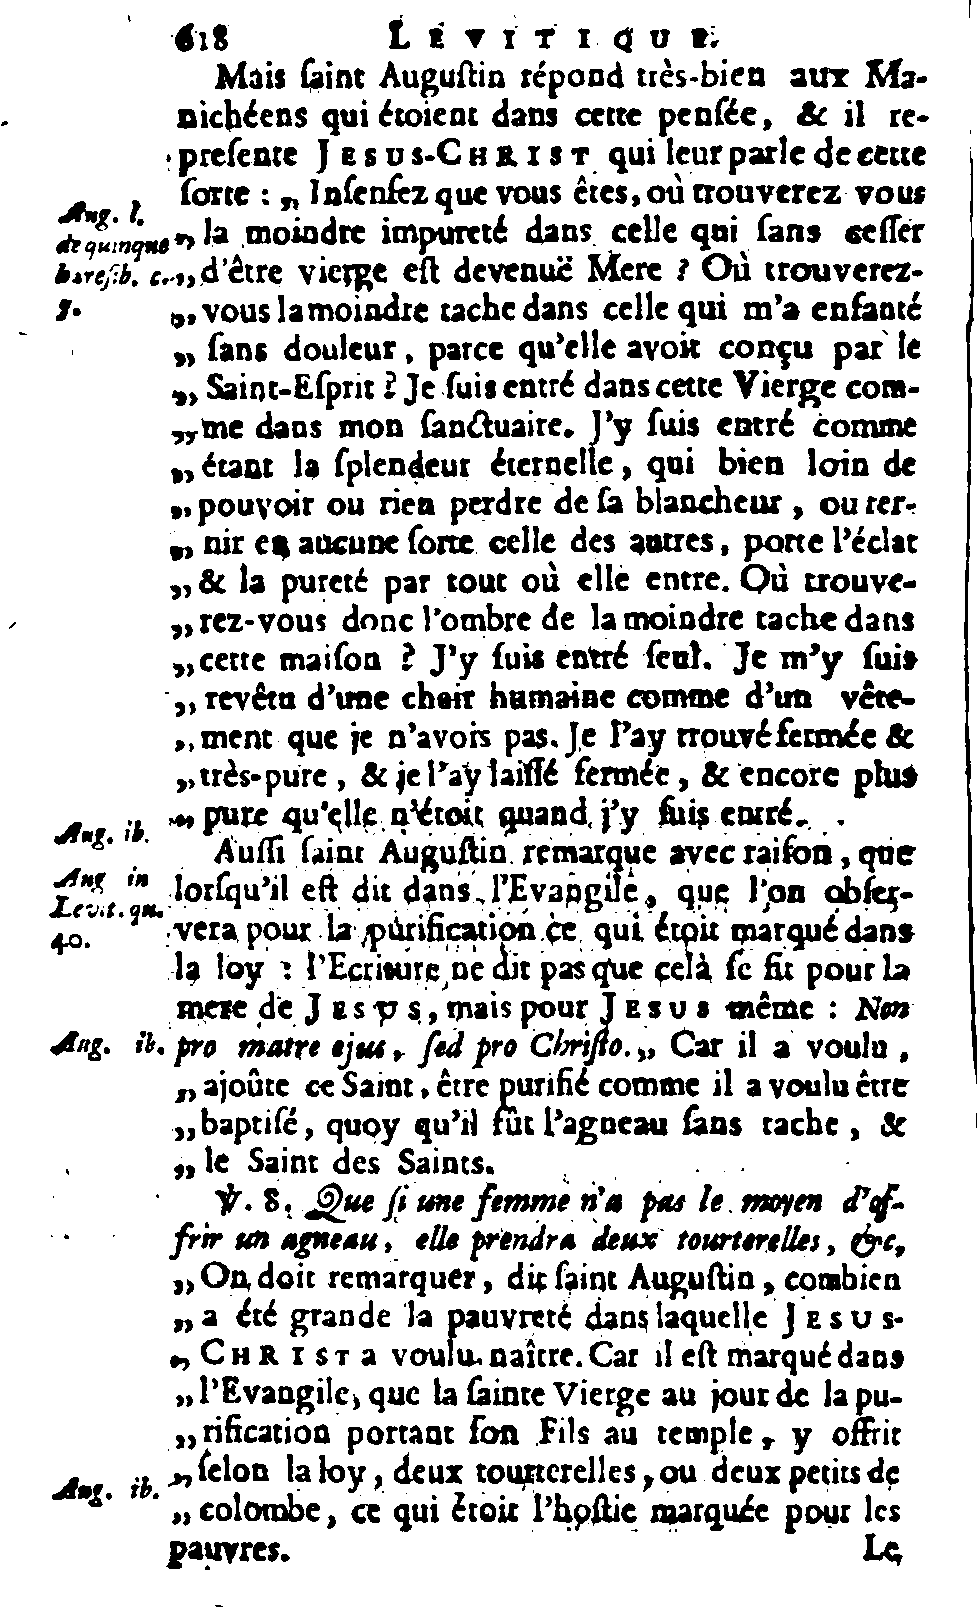 618 LEVITIQUE.
Mais ſaint Auguſtin répond très-bien aux Ma-
nichéens qui étoient dans cette penſée, & il re-
preſente JESUS-CHRIST qui leur parle de cette
ſorte : „ Inſenſez que vous êtes, où trouverez vous
Aug. l.
de quinque
hæreſib. c.
5.
„ la moindre impureté dans celle qui ſans ceſſer
„ d'être vierge eſt devenuë Mere ? Où trouverez-
„ vous la moindre tache dans celle qui m'a enfanté
„ ſans douleur, parce qu'elle avoit conçu par le
„ Saint-Eſprit ? Je ſuis entré dans cette Vierge com-
„ me dans mon ſanctuaire. J'y ſuis entré comme
„ étant la ſplendeur éternelle, qui bien loin de
„ pouvoir ou rien perdre de ſa blancheur, ou ter-
„ nir en aucune ſorte celle des autres, porte l'éclat
„ & la pureté par tout où elle entre. Où trouve-
„ rez-vous donc l'ombre de la moindre tache dans
„ cette maiſon ? J'y ſuis entré ſeul. Je m'y ſuis
„ revêtu d'une chair humaine comme d'un vête-
„ ment que je n'avois pas. Je l'ay trouvé fermée &
„ très-pure, & je l'ay laiſſé fermée, & encore plus
„ pure qu'elle n'étoit quand j'y ſuis entré.
Aug. ib.
Auſſi ſaint Auguſtin remarque avec raiſon, que
Aug in
Levit. qu.
40.
lorſqu'il eſt dit dans l'Evangile, que l'on obſer-
vera pour la purification ce qui étoit marqué dans
la loy : l'Ecriture ne dit pas que celà ſe fit pour la
mere de JESUS, mais pour JESUS même : Non
Aug. ib.
pro matre ejus, ſed pro Chriſto. „ Car il a voulu,
„ ajoûte ce Saint, être purifié comme il a voulu être
„ baptiſé, quoy qu'il fût l'agneau ſans tache, &
„ le Saint des Saints.
℣. 8. Que ſi une femme n'a pas le moyen d'of-
frir un agneau, elle prendra deux tourterelles, &c.
„ On doit remarquer, dit ſaint Auguſtin, combien
„ a été grande la pauvreté dans laquelle JESUS-
„ CHRIST a voulu naître. Car il eſt marqué dans
„ l'Evangile, que la ſainte Vierge au jour de la pu-
„ rification portant ſon Fils au temple, y offrit
Aug. ib.
„ ſelon la loy, deux tourterelles, ou deux petits de
„ colombe, ce qui étoit l'hoſtie marquée pour les
pauvres.
Le